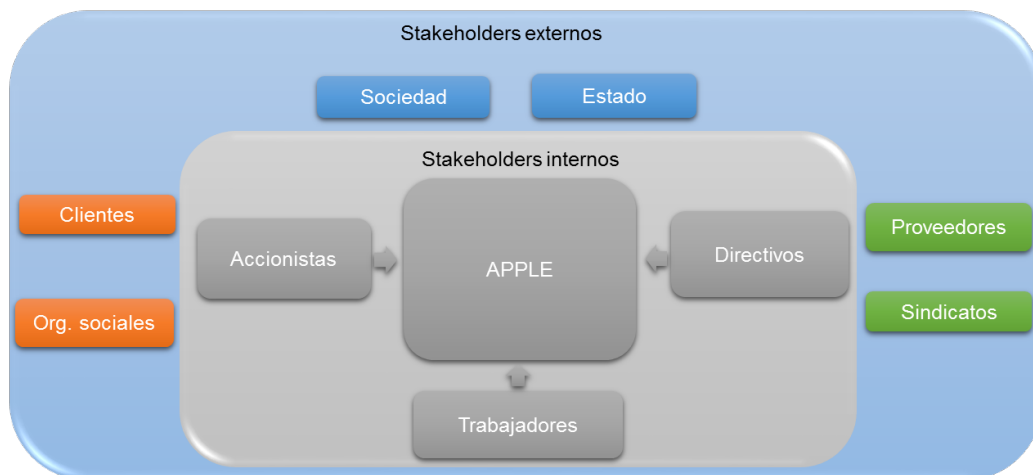 Stakeholders externos
Sociedad
Estado
Stakeholders internos
Clientes
Org. sociales
Accionistas
APPLE
Directivos
Trabajadores
Proveedores
Sindicatos